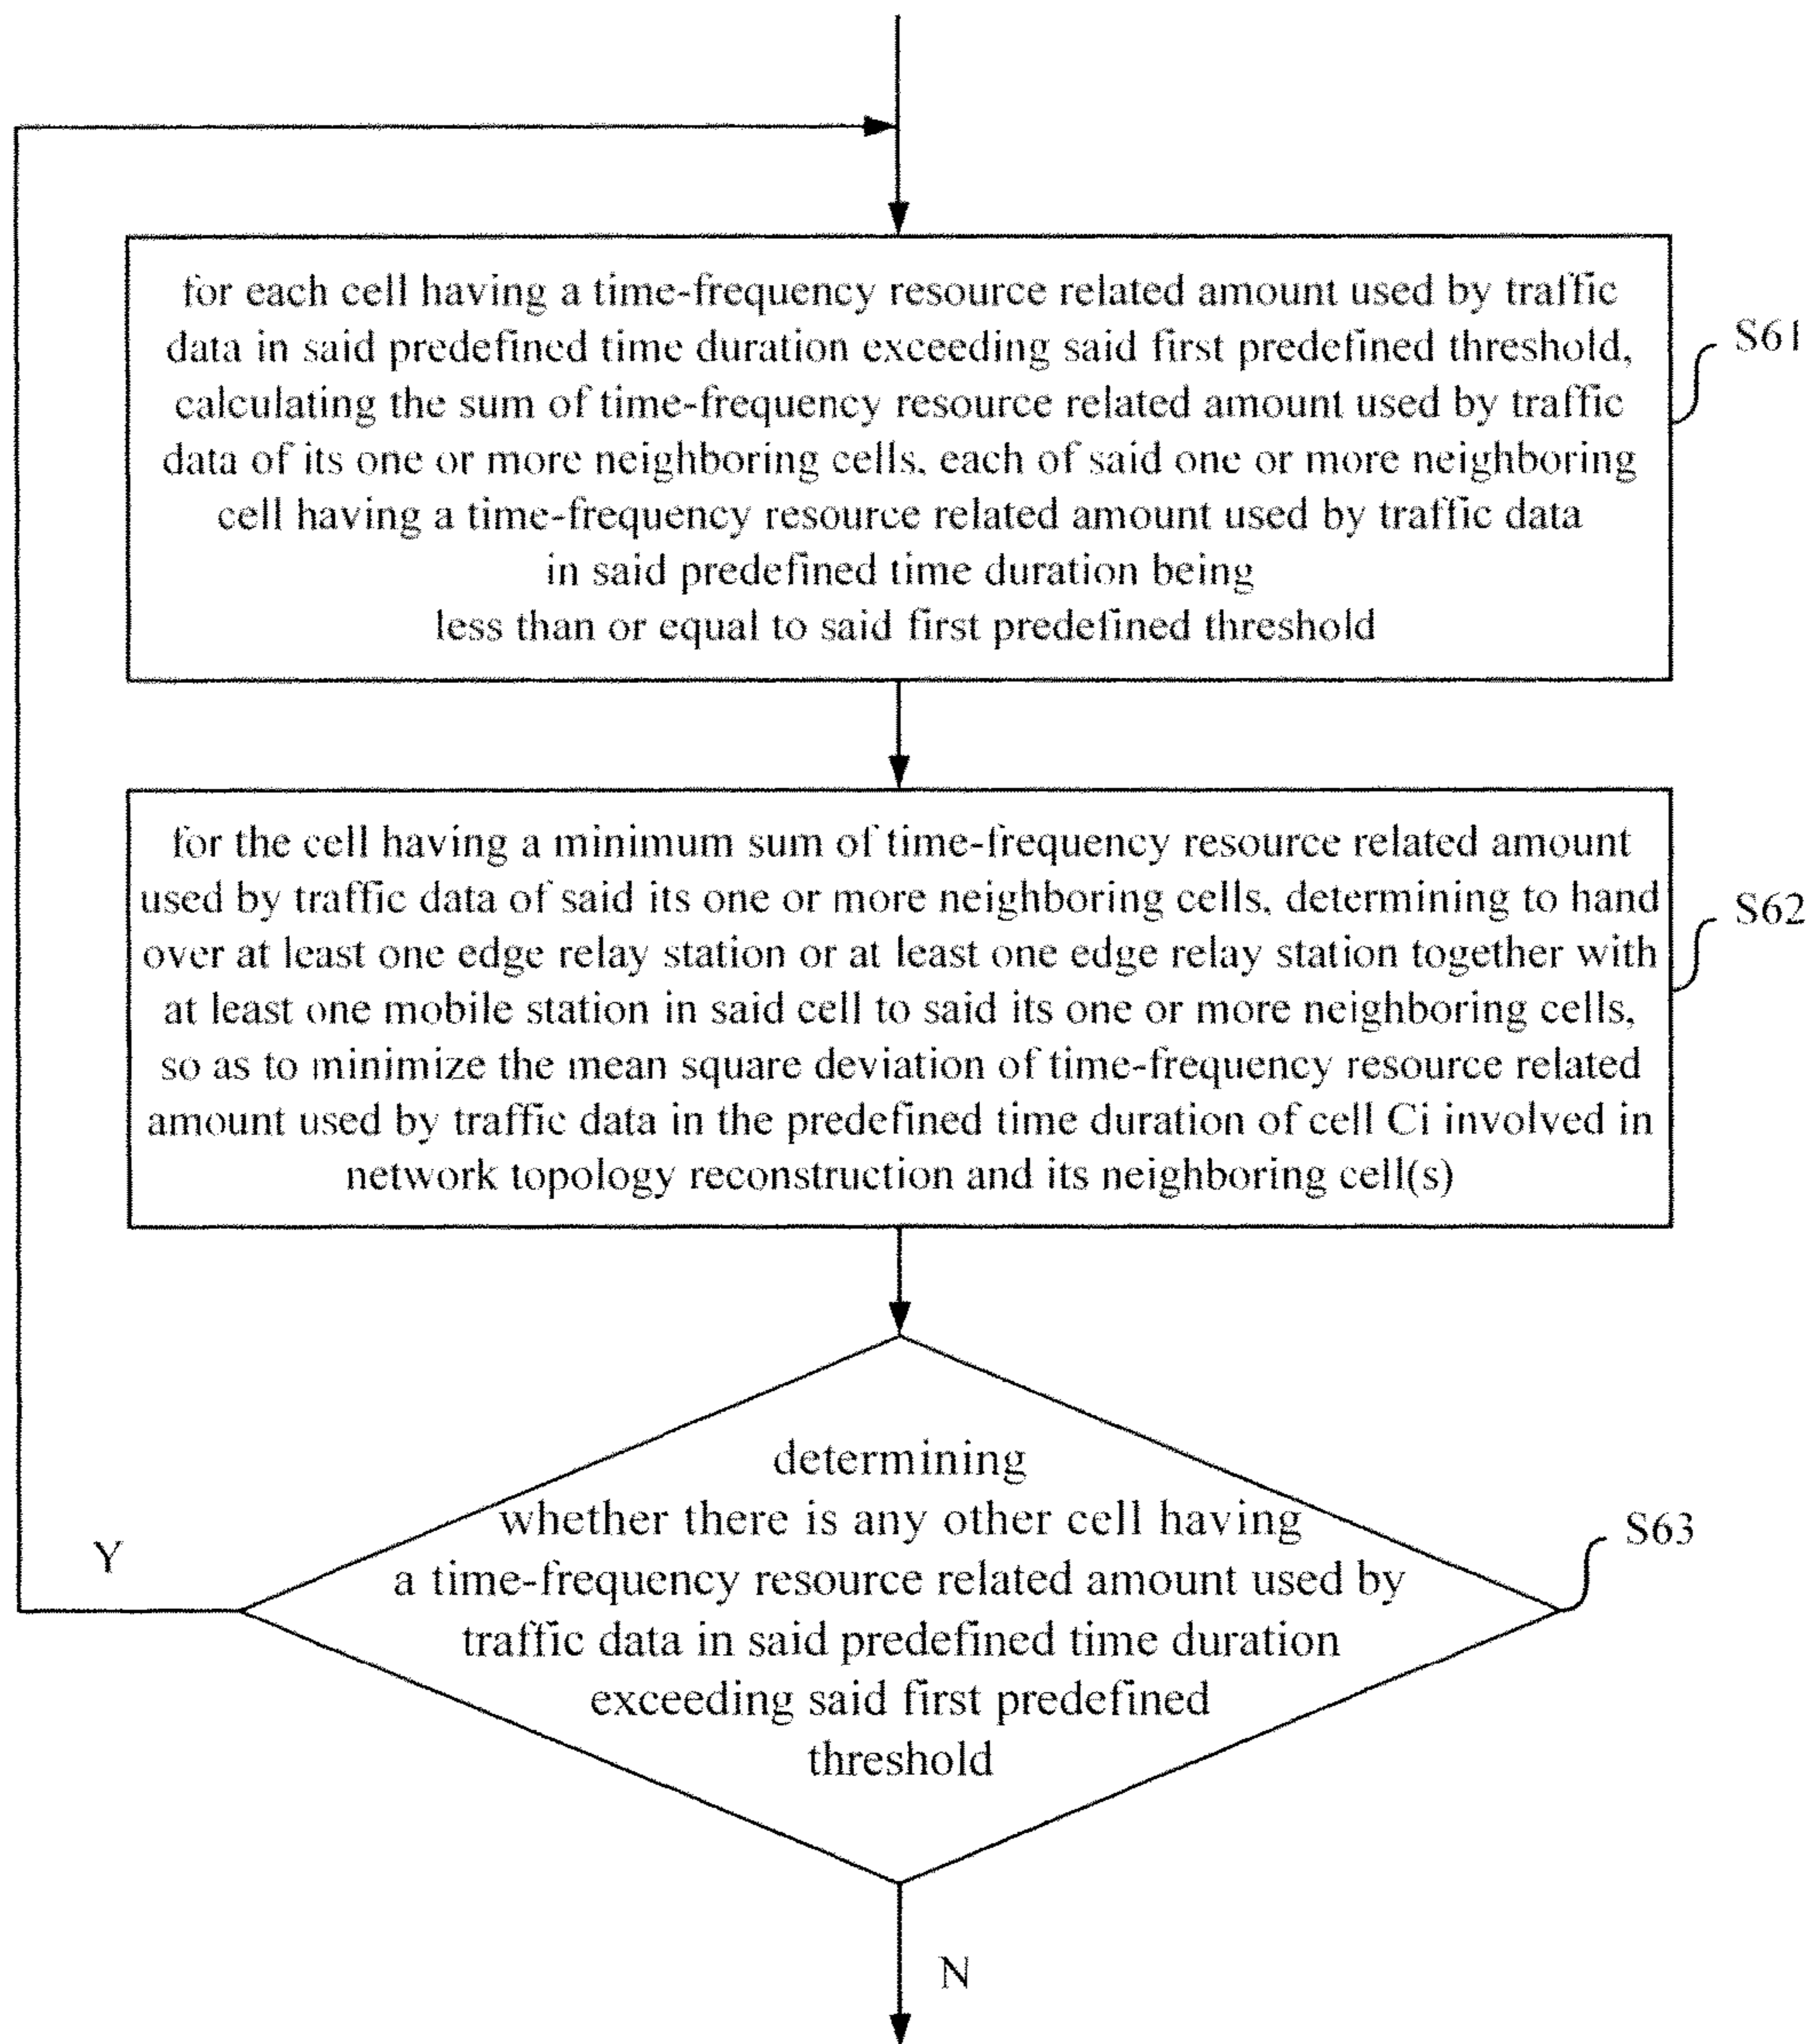 for each cell having a time-frequency resource related amount used by traffic
data in said predefined time duration exceeding said first predefined threshold,
calculating the sum of time-frequency resource related amount used by traffic
data of its one or more neighboring cells, each of said one or more neighboring
cell having a time-frequency resource related amount used by traffic data
in said predefined time duration being
less than or equal to said first predefined threshold
S61
for the cell having a minimum sum of time-frequency resource related amount
used by traffic data of said its one or more neighboring cells, determining to hand
over at least one edge relay station or at least one edge relay station together with
at least one mobile station in said cell to said its one or more neighboring cells,
so as to minimize the mean square deviation of time-frequency resource related
amount used by traffic data in the predefined time duration of cell Ci involved in
network topology reconstruction and its neighboring cell(s)
S62
determining
whether there is any other cell having
a time-frequency resource related amount used by
traffic data in said predefined time duration
exceeding said first predefined
threshold
S63
Y
N